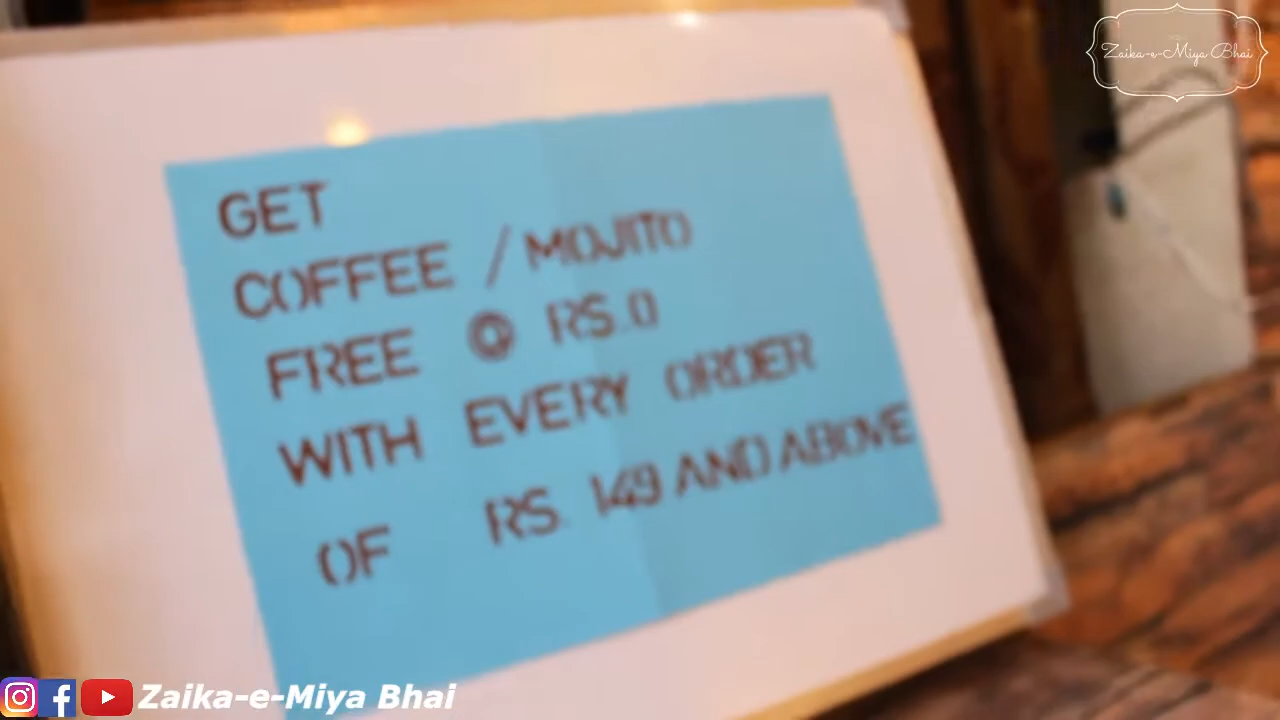 Zaika-e-Miya Bhai
GET
COFFEE / MOJITO
FREE @ RS.0
WITH EVERY ORDER
OF RS. 149 AND ABOVE
Zaika-e-Miya Bhai